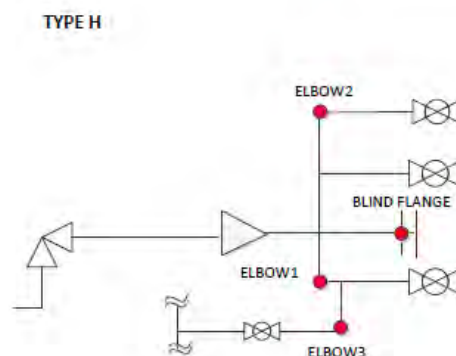 TYPE H
ELBOW2
BLIND FLANGE
ELBOW1
ELBOW3